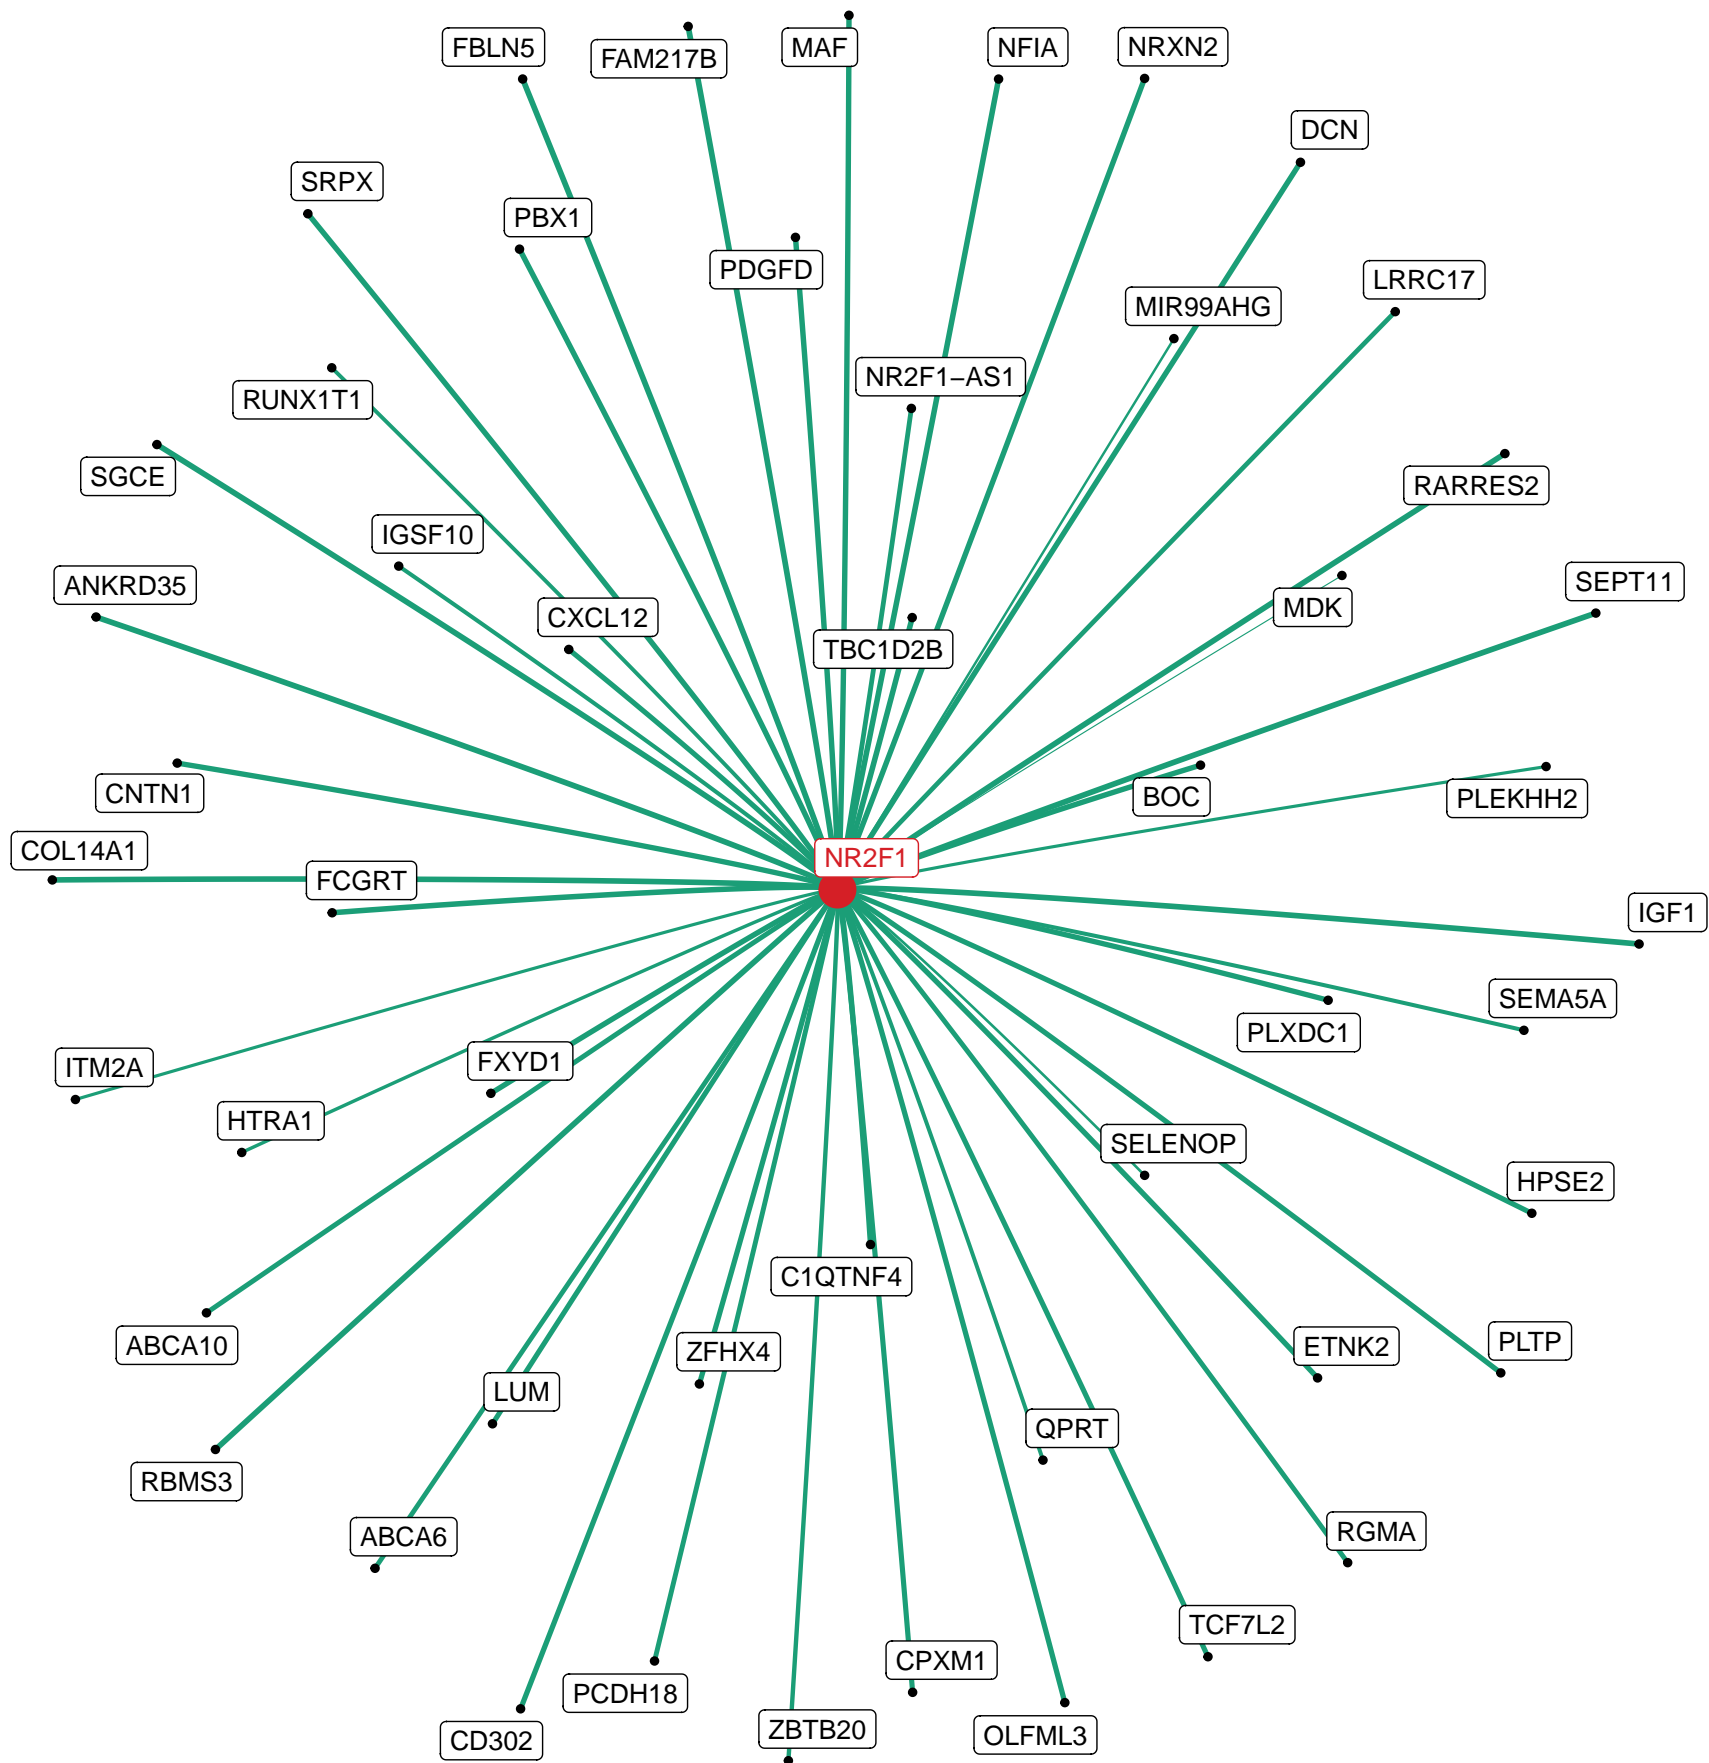 FBLN5
FAM217B
MAF
NFIA
NRXN2
DCN
SRPX
PBX1
PDGFD
MIR99AHG
LRRC17
RUNX1T1
NR2F1–AS1
SGCE
RARRES2
IGSF10
ANKRD35
CXCL12
TBC1D2B
MDK
SEPT11
CNTN1
BOC
PLEKHH2
COL14A1
FCGRT
NR2F1
IGF1
SEMA5A
PLXDC1
ITM2A
FXYD1
HTRA1
SELENOP
HPSE2
C1QTNF4
ABCA10
ZFHX4
ETNK2
PLTP
LUM
QPRT
RBMS3
ABCA6
RGMA
TCF7L2
CPXM1
PCDH18
CD302
ZBTB20
OLFML3